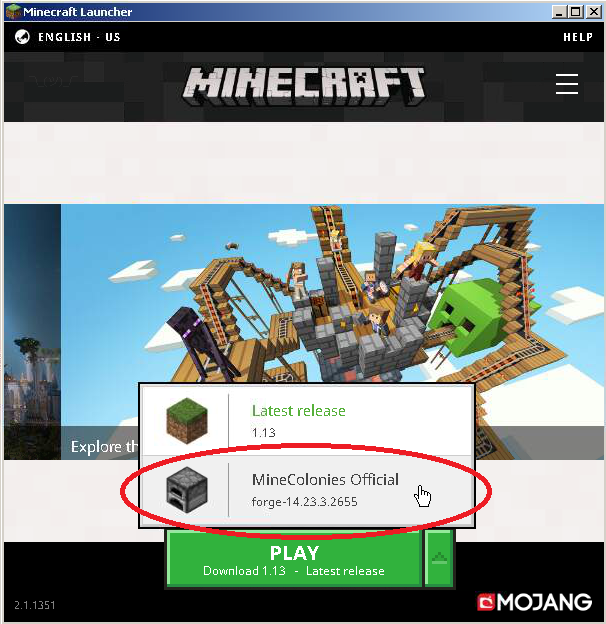 Minecraft Launcher
ENGLISH - US
HELP
MINECRAFT
Explore th
Latest release
1.13
MineColonies Official
forge-14.23.3.2655
PLAY
Download 1.13 - Latest release
2.1.1351
MOJANG